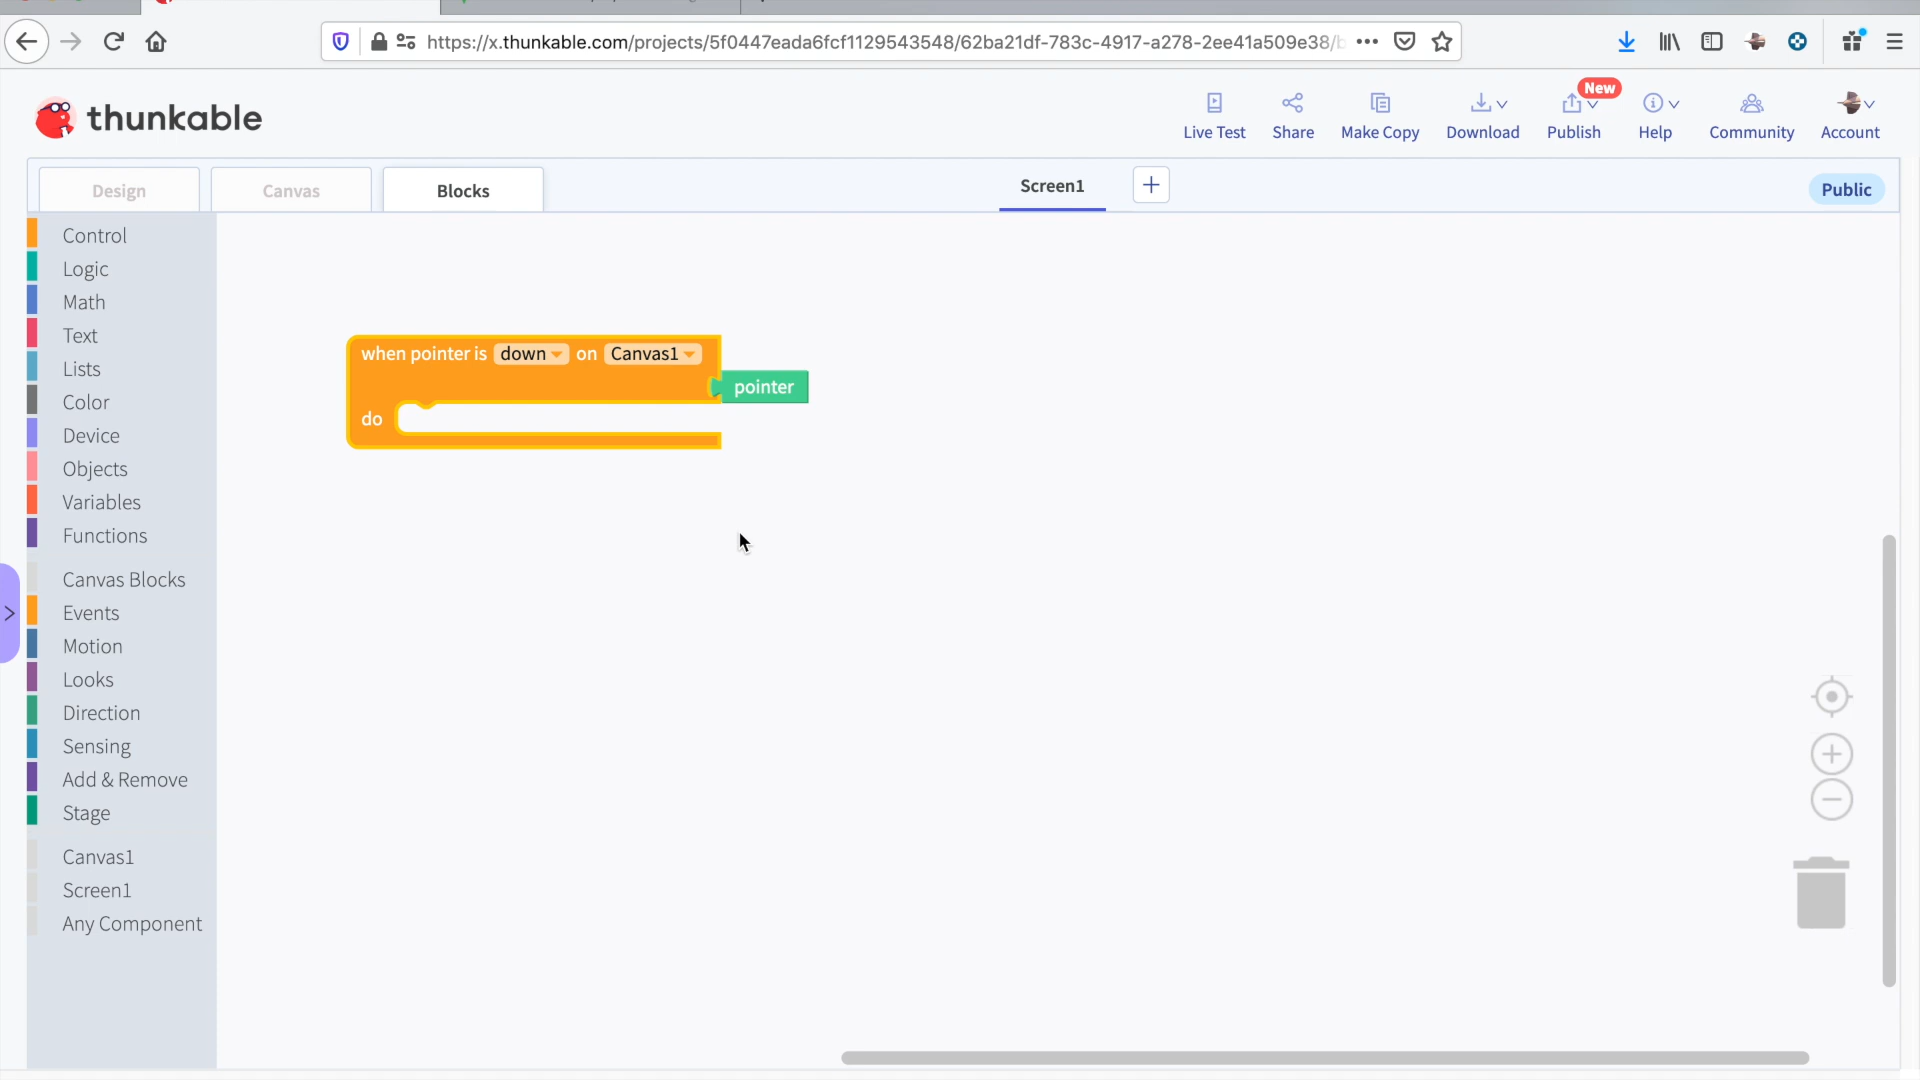 https://x.thunkable.com/projects/5f0447eada6fcf1129543548/62ba21df-783c-4917-a278-2ee41a509e38/b
thunkable
New
Live Test
Share
Make Copy
Download
Publish
Help
Community
Account
Design
Canvas
Blocks
Screen1
Public
Control
Logic
Math
Text
Lists
Color
Device
Objects
Variables
Functions
Canvas Blocks
Events
Motion
Looks
Direction
Sensing
Add & Remove
Stage
Canvas1
Screen1
Any Component
when pointer is down on Canvas1
pointer
do